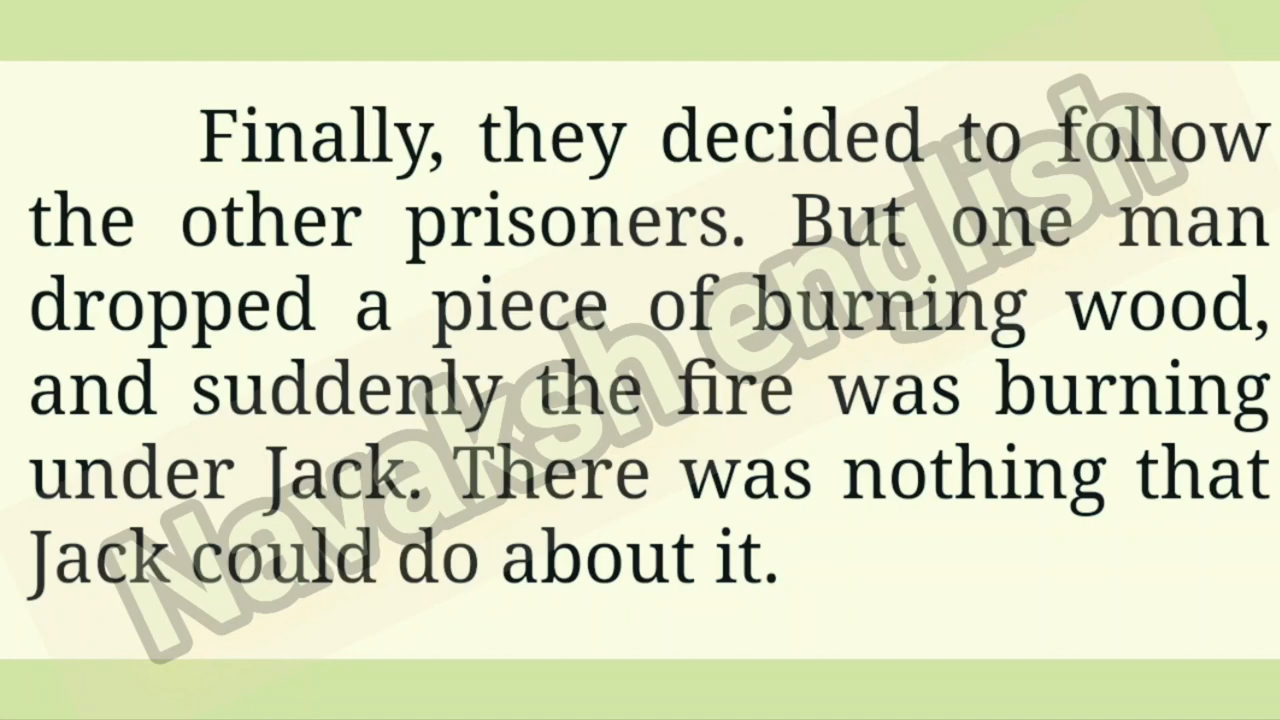 Finally, they decided to follow
the other prisoners. But one man
dropped a piece of burning wood,
and suddenly the fire was burning
under Jack. There was nothing that
Jack could do about it.
Nayaksh english